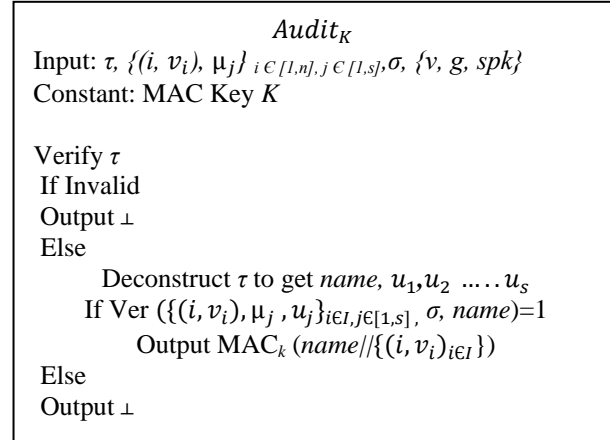 Audit_K
Input: τ, {(i, v_i), µ_j} _{i ∈ [1,n], j ∈ [1,s]},σ, {v, g, spk}
Constant: MAC Key K
Verify τ
If Invalid
Output ⊥
Else
Deconstruct τ to get name, u_1,u_2 ..... u_s
If Ver ({(i, v_i), µ_j , u_j}_{i∈I,j∈[1,s]} , σ, name)=1
Output MAC_k (name//{(i, v_i)_{i∈I}})
Else
Output ⊥